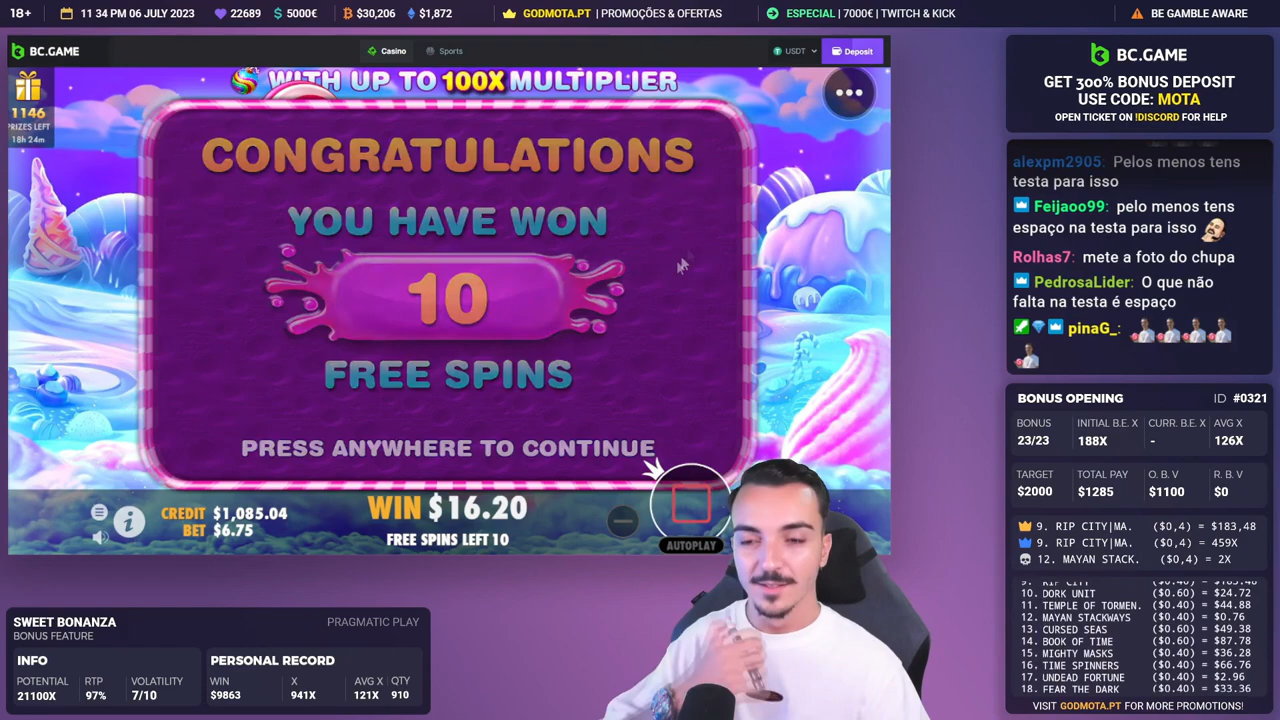 18+
11 34 PM 06 JULY 2023
22689
5000€
$30,206
$1,872
GODMOTA.PT | PROMOÇÕES & OFERTAS
ESPECIAL | 7000€ | TWITCH & KICK
BE GAMBLE AWARE
BC.GAME
Casino
Sports
USDT
Deposit
1146
PRIZES LEFT
18h 24m
WITH UP TO 100X MULTIPLIER
CONGRATULATIONS
YOU HAVE WON
10
FREE SPINS
PRESS ANYWHERE TO CONTINUE
CREDIT $1,085.04
BET $6.75
WIN $16.20
FREE SPINS LEFT 10
AUTOPLAY
SWEET BONANZA
BONUS FEATURE
PRAGMATIC PLAY
INFO
POTENTIAL RTP VOLATILITY
21100X 97% 7/10
PERSONAL RECORD
WIN X AVG X QTY
$9863 941X 121X 910
BC.GAME
GET 300% BONUS DEPOSIT
USE CODE: MOTA
OPEN TICKET ON !DISCORD FOR HELP
alexpm2905: Pelos menos tens
testa para isso
Feijaoo99: pelo menos tens
espaço na testa para isso
Rolhas7: mete a foto do chupa
PedrosaLider: O que não
falta na testa é espaço
pinaG_:
BONUS OPENING
ID #0321
BONUS INITIAL B.E. X CURR. B.E. X AVG X
23/23 188X - 126X
TARGET TOTAL PAY O. B. V R. B. V
$2000 $1285 $1100 $0
9. RIP CITY|MA. ($0,4) = $183,48
9. RIP CITY|MA. ($0,4) = 459X
12. MAYAN STACK. ($0,4) = 2X
9. RIP CITY ($0.40) = $183.48
10. DORK UNIT ($0.60) = $24.72
11. TEMPLE OF TORMEN. ($0.40) = $44.88
12. MAYAN STACKWAYS ($0.40) = $0.76
13. CURSED SEAS ($0.60) = $49.38
14. BOOK OF TIME ($0.60) = $87.78
15. MIGHTY MASKS ($0.40) = $36.28
16. TIME SPINNERS ($0.40) = $66.76
17. UNDEAD FORTUNE ($0.40) = $2.96
18. FEAR THE DARK ($0.40) = $33.36
VISIT GODMOTA.PT FOR MORE PROMOTIONS!